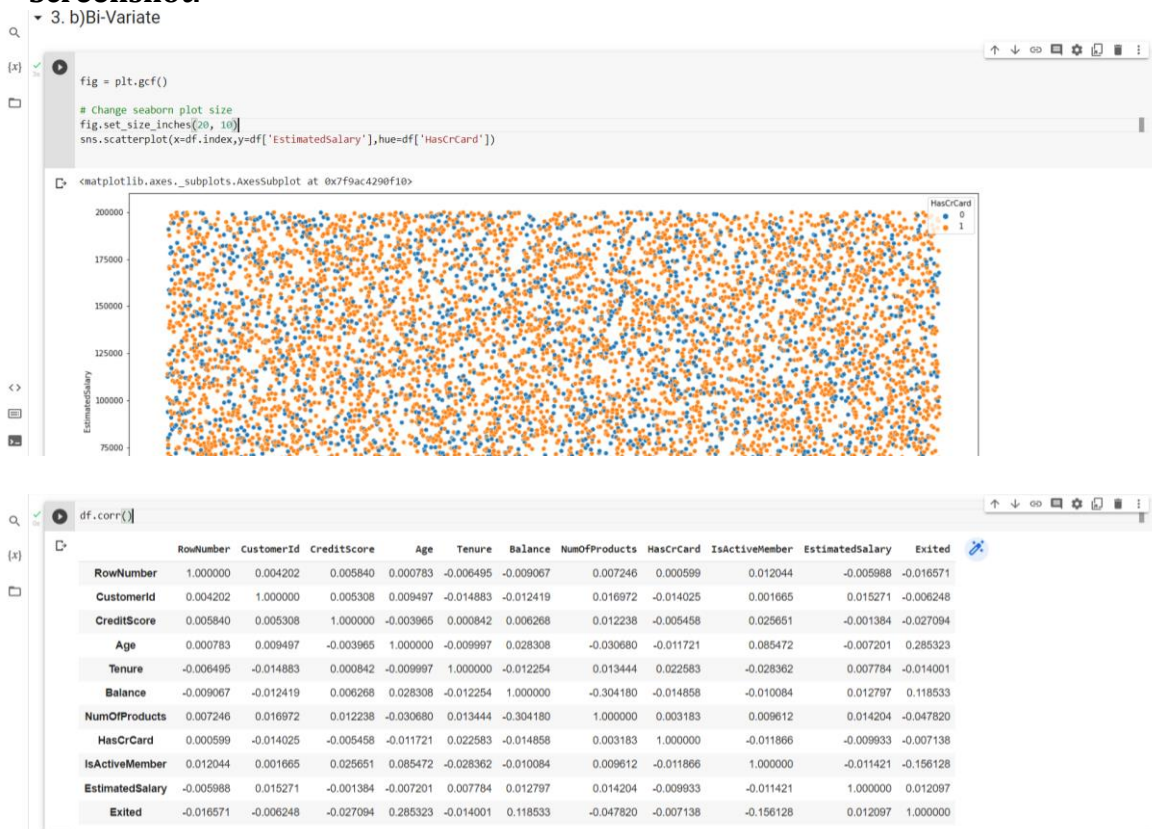 3. b)Bi-Variate
{x}
fig = plt.gcf()
# Change seaborn plot size
fig.set_size_inches(20, 10)
sns.scatterplot(x=df.index,y=df['EstimatedSalary'],hue=df['HasCrCard'])
<matplotlib.axes._subplots.AxesSubplot at 0x7f9ac4290f10>
HasCrCard
0
1
200000
175000
150000
125000
100000
75000
EstimatedSalary
df.corr()
{x}
RowNumber CustomerId CreditScore Age Tenure Balance NumOfProducts HasCrCard IsActiveMember EstimatedSalary Exited
RowNumber 1.000000 0.004202 0.005840 0.000783 -0.006495 -0.009067 0.007246 0.000599 0.012044 -0.005988 -0.016571
CustomerId 0.004202 1.000000 0.005308 0.009497 -0.014883 -0.012419 0.016972 -0.014025 0.001665 0.015271 -0.006248
CreditScore 0.005840 0.005308 1.000000 -0.003965 0.000842 0.006268 0.012238 -0.005458 0.025651 -0.001384 -0.027094
Age 0.000783 0.009497 -0.003965 1.000000 -0.009997 0.028308 -0.030680 -0.011721 0.085472 -0.007201 0.285323
Tenure -0.006495 -0.014883 0.000842 -0.009997 1.000000 -0.012254 0.013444 0.022583 -0.028362 0.007784 -0.014001
Balance -0.009067 -0.012419 0.006268 0.028308 -0.012254 1.000000 -0.304180 -0.014858 -0.010084 0.012797 0.118533
NumOfProducts 0.007246 0.016972 0.012238 -0.030680 0.013444 -0.304180 1.000000 0.003183 0.009612 0.014204 -0.047820
HasCrCard 0.000599 -0.014025 -0.005458 -0.011721 0.022583 -0.014858 0.003183 1.000000 -0.011866 -0.009933 -0.007138
IsActiveMember 0.012044 0.001665 0.025651 0.085472 -0.028362 -0.010084 0.009612 -0.011866 1.000000 -0.011421 -0.156128
EstimatedSalary -0.005988 0.015271 -0.001384 -0.007201 0.007784 0.012797 0.014204 -0.009933 -0.011421 1.000000 0.012097
Exited -0.016571 -0.006248 -0.027094 0.285323 -0.014001 0.118533 -0.047820 -0.007138 -0.156128 0.012097 1.000000